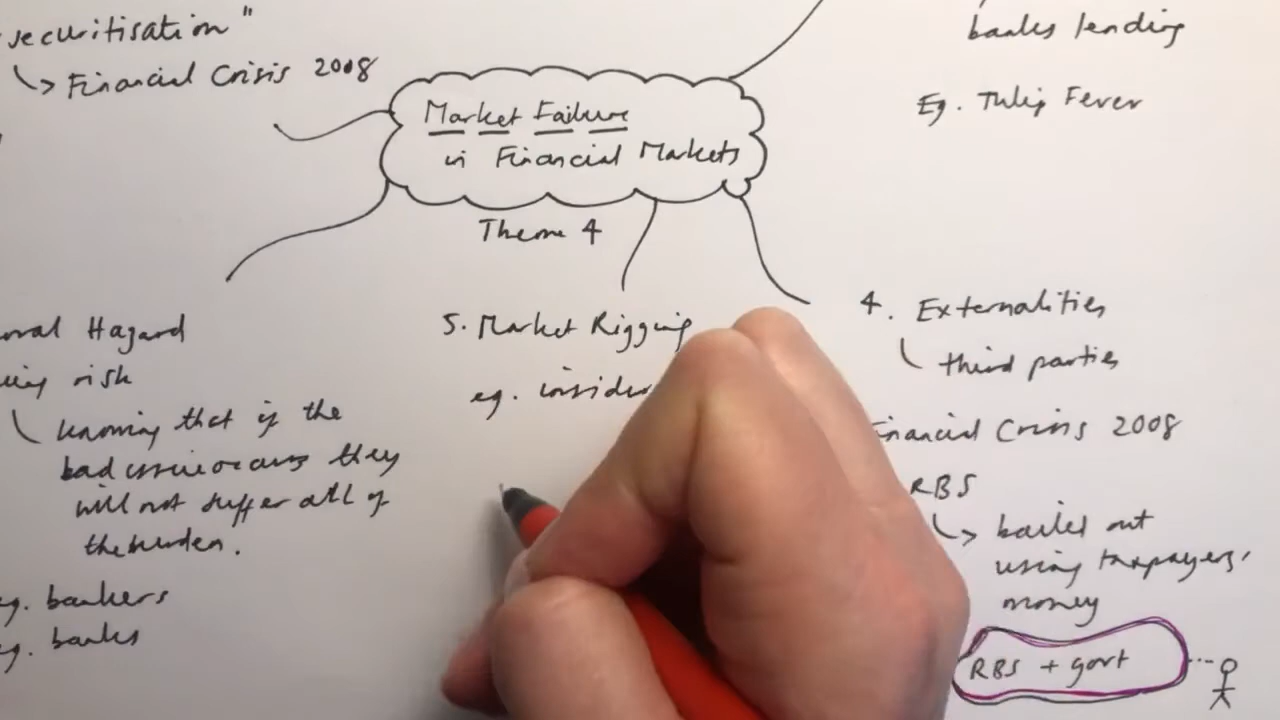 securitisation"
↳ Financial Crisis 2008
Market Failure
in Financial Markets
Theme 4
banks lending
Eg. Tulip Fever
Hazard
risk
knowing that if the
bad they
will not suffer all of
the burden.
eg. bankers
eg. banks
5. Market Rigging
eg. insider
4. Externalities
third parties
Crisis 2008
RBS
↳ bailed out
using taxpayers'
money
RBS + govt